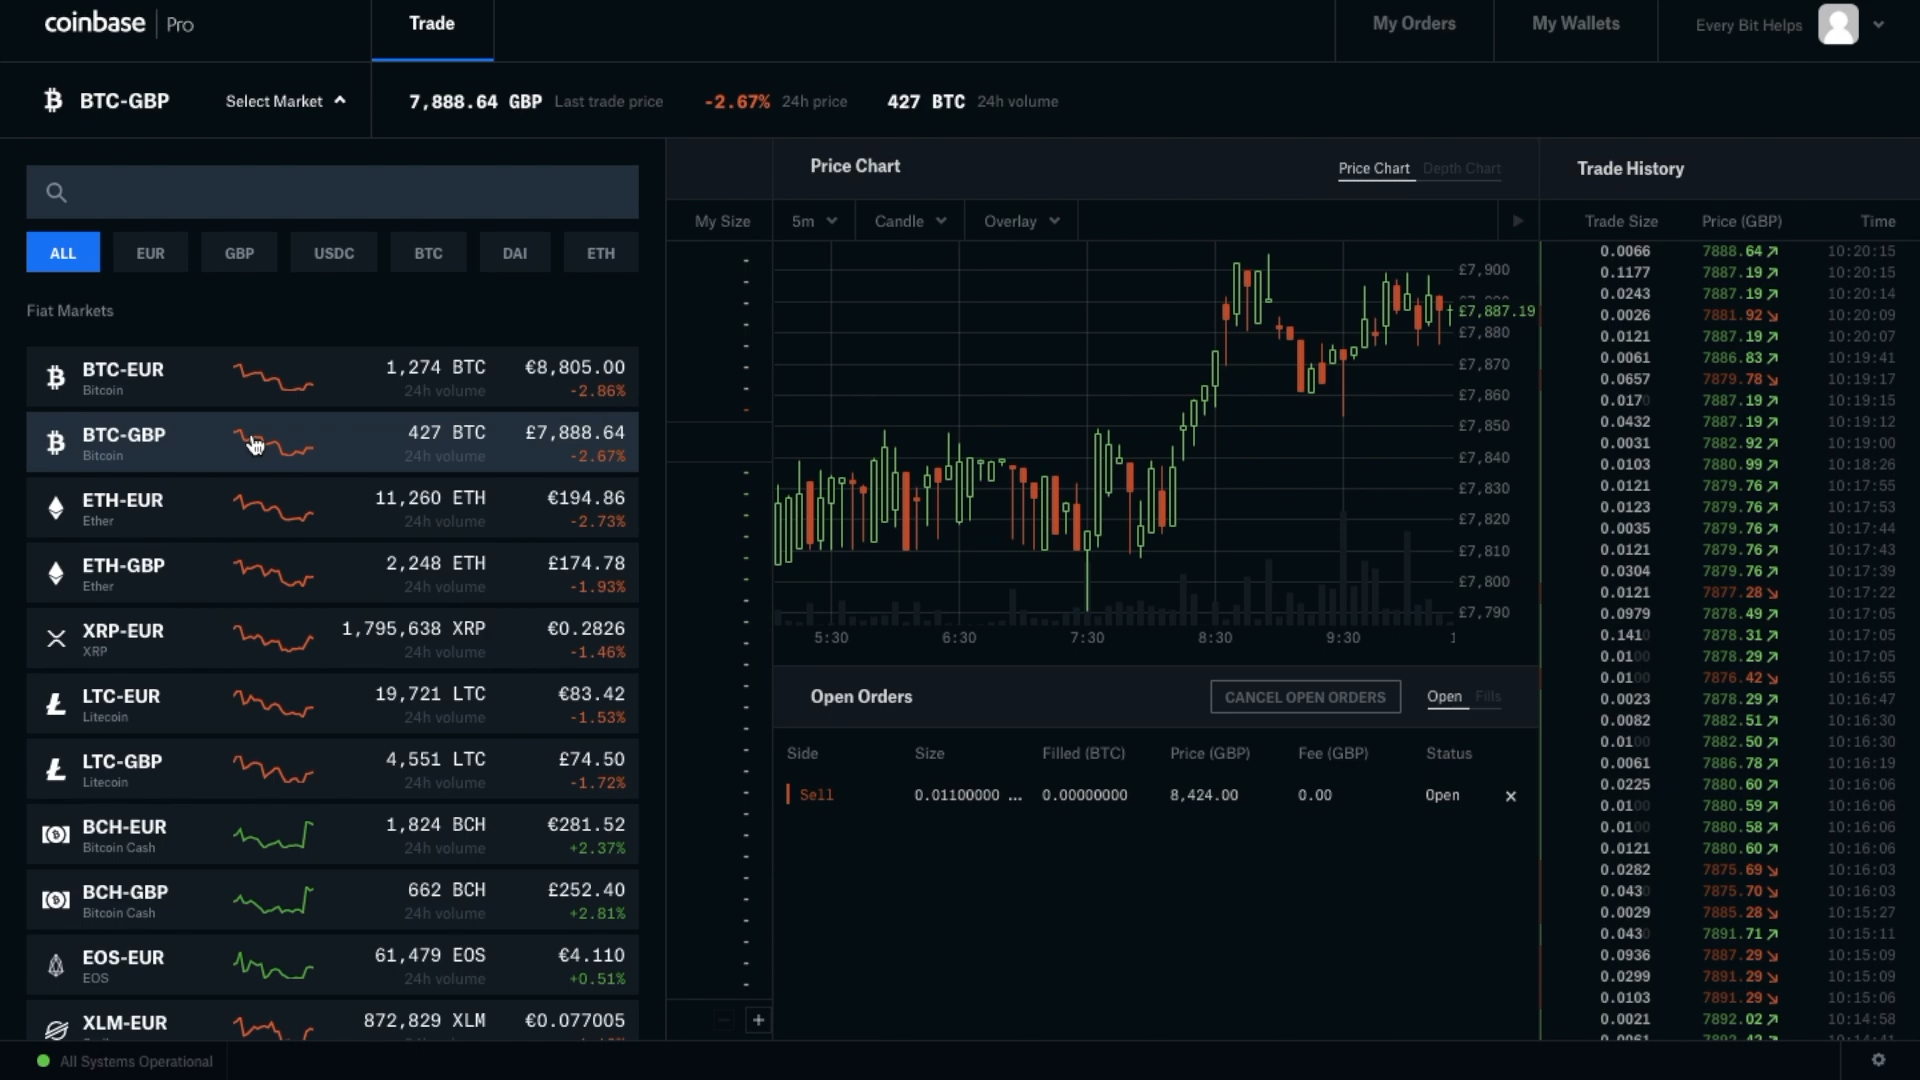 coinbase Pro
Trade
My Orders
My Wallets
Every Bit Helps
BTC-GBP
Select Market
7,888.64 GBP Last trade price
-2.67% 24h price
427 BTC 24h volume
ALL EUR GBP USDC BTC DAI ETH
Fiat Markets
BTC-EUR 1,274 BTC €8,805.00
Bitcoin 24h volume -2.86%
BTC-GBP 427 BTC £7,888.64
Bitcoin 24h volume -2.67%
ETH-EUR 11,260 ETH €194.86
Ether 24h volume -2.73%
ETH-GBP 2,248 ETH £174.78
Ether 24h volume -1.93%
XRP-EUR 1,795,638 XRP €0.2826
XRP 24h volume -1.46%
LTC-EUR 19,721 LTC €83.42
Litecoin 24h volume -1.53%
LTC-GBP 4,551 LTC £74.50
Litecoin 24h volume -1.72%
BCH-EUR 1,824 BCH €281.52
Bitcoin Cash 24h volume +2.37%
BCH-GBP 662 BCH £252.40
Bitcoin Cash 24h volume +2.81%
EOS-EUR 61,479 EOS €4.110
EOS 24h volume +0.51%
XLM-EUR 872,829 XLM €0.077005
All Systems Operational
My Size
Price Chart
Price Chart Depth Chart
5m Candle Overlay
£7,900
£7,887.19
£7,880
£7,870
£7,860
£7,850
£7,840
£7,830
£7,820
£7,810
£7,800
£7,790
5:30 6:30 7:30 8:30 9:30 1
Open Orders
CANCEL OPEN ORDERS
Open Fills
Side Size Filled (BTC) Price (GBP) Fee (GBP) Status
Sell 0.01100000 ... 0.00000000 8,424.00 0.00 Open
Trade History
Trade Size Price (GBP) Time
0.0066 7888.64 10:20:15
0.1177 7887.19 10:20:15
0.0243 7887.19 10:20:14
0.0026 7881.92 10:20:09
0.0121 7887.19 10:20:07
0.0061 7886.83 10:19:41
0.0657 7879.78 10:19:17
0.0170 7887.19 10:19:15
0.0432 7887.19 10:19:12
0.0031 7882.92 10:19:00
0.0103 7880.99 10:18:26
0.0121 7879.76 10:17:55
0.0123 7879.76 10:17:53
0.0035 7879.76 10:17:44
0.0121 7879.76 10:17:43
0.0304 7879.76 10:17:39
0.0121 7877.28 10:17:22
0.0979 7878.49 10:17:05
0.1410 7878.31 10:17:05
0.0100 7878.29 10:17:05
0.0100 7876.42 10:16:55
0.0023 7878.29 10:16:47
0.0082 7882.51 10:16:30
0.0100 7882.50 10:16:30
0.0061 7886.78 10:16:19
0.0225 7880.60 10:16:06
0.0100 7880.59 10:16:06
0.0100 7880.58 10:16:06
0.0121 7880.60 10:16:06
0.0282 7875.69 10:16:03
0.0430 7875.70 10:16:03
0.0029 7885.28 10:15:27
0.0430 7891.71 10:15:11
0.0936 7887.29 10:15:09
0.0299 7891.29 10:15:09
0.0103 7891.29 10:15:06
0.0021 7892.02 10:14:58